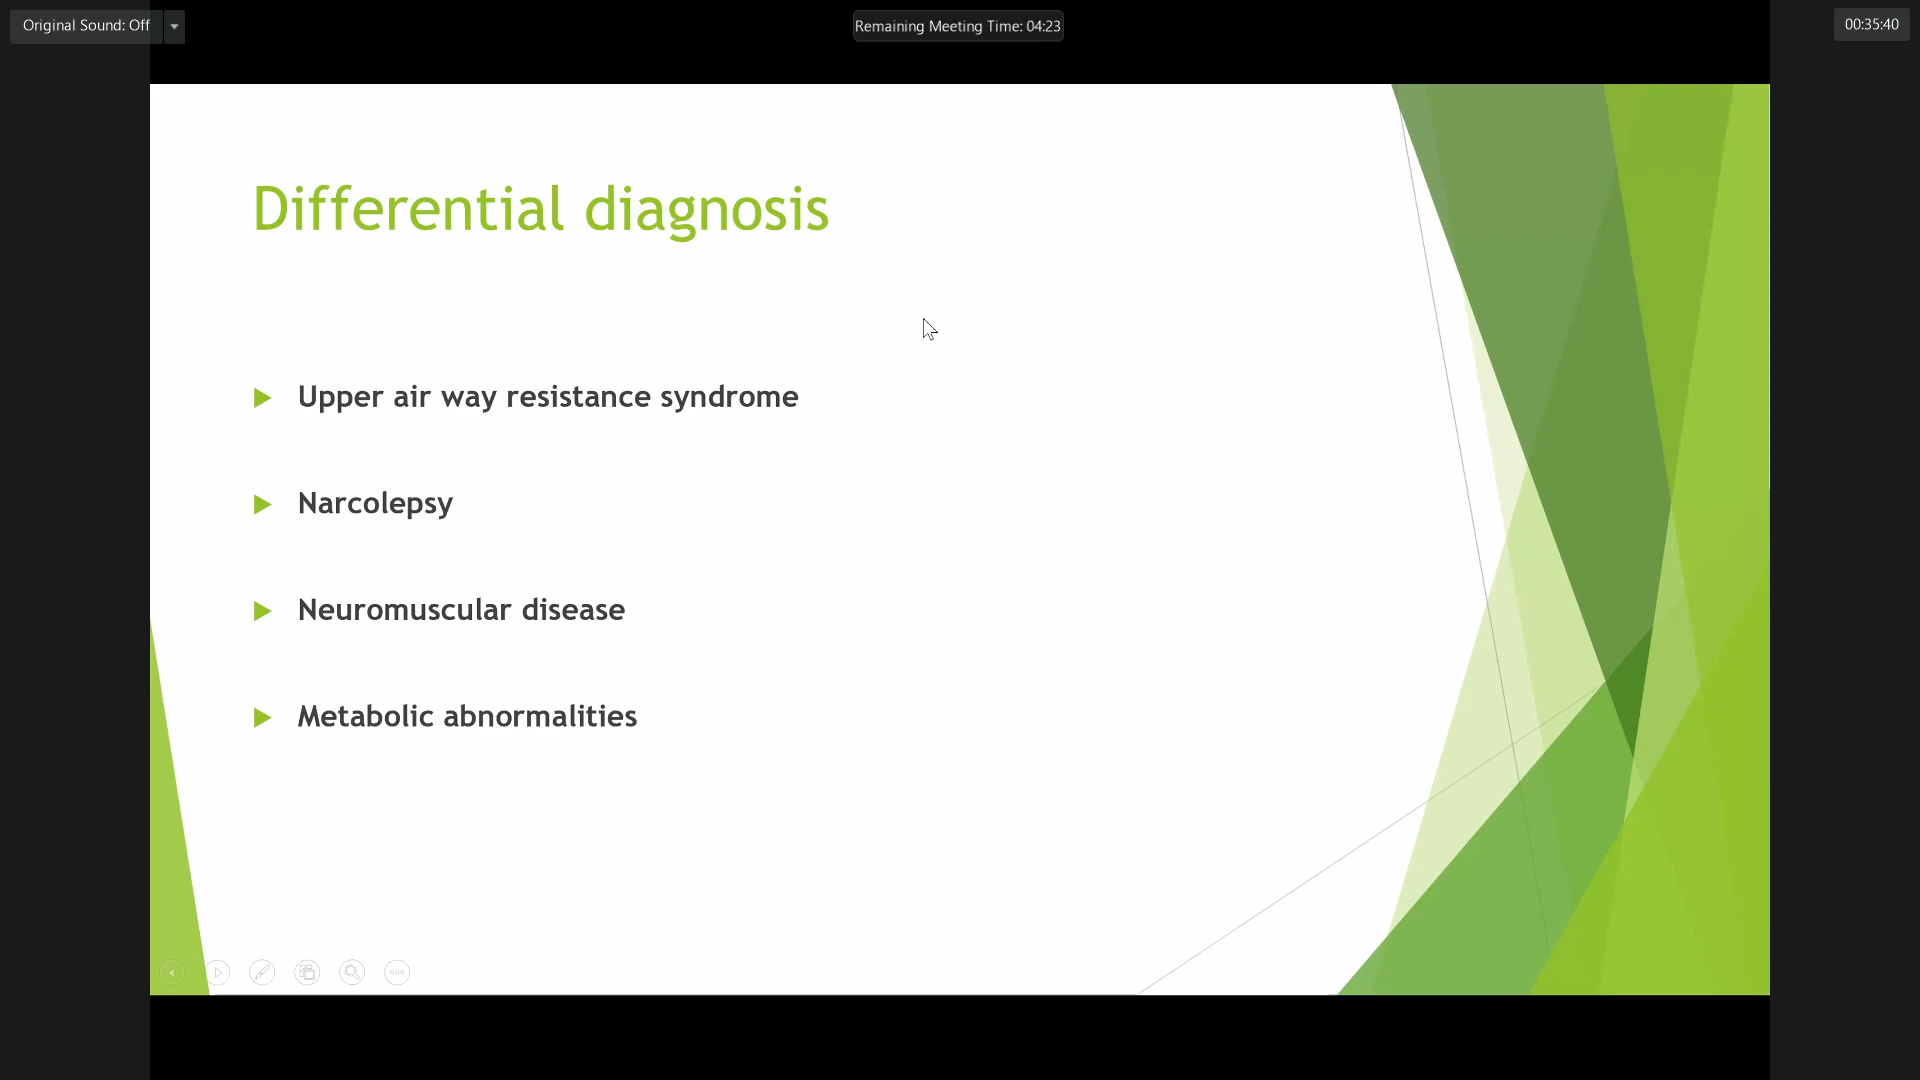 Original Sound: Off
Remaining Meeting Time: 04:23
00:35:40
Differential diagnosis
Upper air way resistance syndrome
Narcolepsy
Neuromuscular disease
Metabolic abnormalities